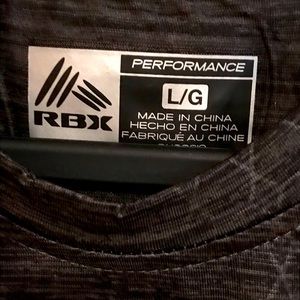 RBX
PERFORMANCE
L/G
MADE IN CHINA
HECHO EN CHINA
FABRIQUÉ AU CHINE